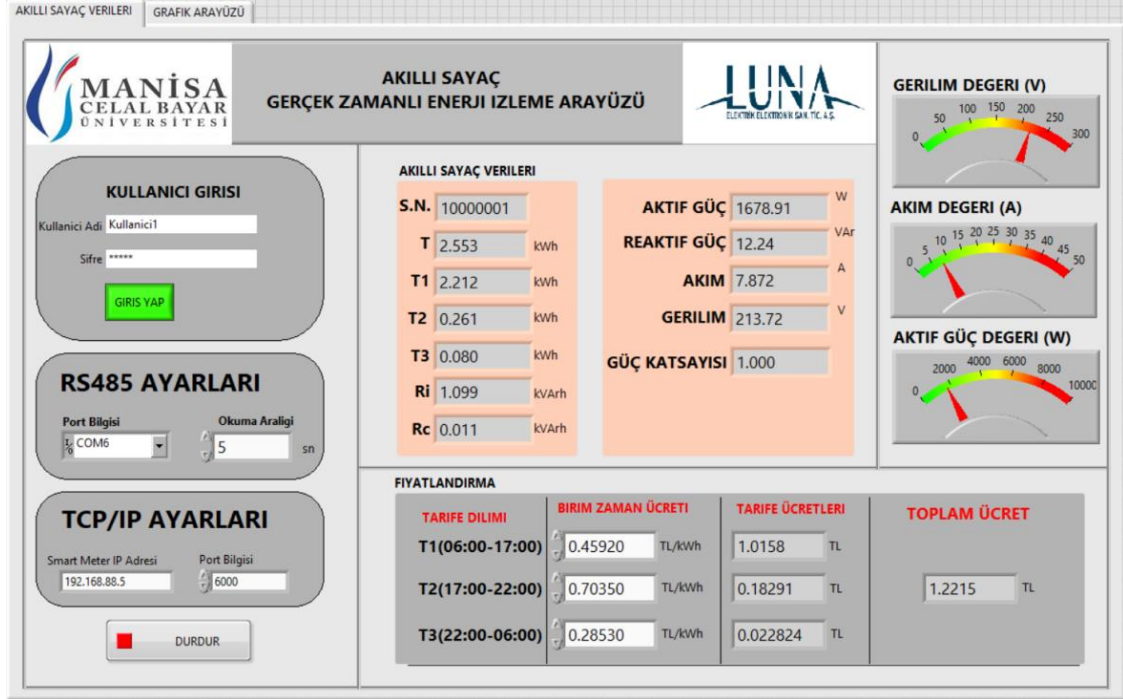 AKILLI SAYAÇ VERILERI
GRAFIK ARAYÜZÜ
MANİSA
CELAL BAYAR
ÜNİVERSİTESİ
AKILLI SAYAÇ
GERÇEK ZAMANLI ENERJI IZLEME ARAYÜZÜ
LUNA
ELEKTRİK ELEKTRONİK SAN. TİC. A.Ş.
KULLANICI GIRISI
Kullanici Adi Kullanici1
Sifre *****
GIRIS YAP
RS485 AYARLARI
Port Bilgisi Okuma Araligi
COM6 5 sn
TCP/IP AYARLARI
Smart Meter IP Adresi Port Bilgisi
192.168.88.5 6000
DURDUR
AKILLI SAYAÇ VERILERI
S.N. 10000001
T 2.553 kWh
T1 2.212 kWh
T2 0.261 kWh
T3 0.080 kWh
Ri 1.099 kVArh
Rc 0.011 kVArh
AKTIF GÜÇ 1678.91 W
REAKTIF GÜÇ 12.24 VAr
AKIM 7.872 A
GERILIM 213.72 V
GÜÇ KATSAYISI 1.000
GERILIM DEGERI (V)
0 50 100 150 200 250 300
AKIM DEGERI (A)
0 5 10 15 20 25 30 35 40 45 50
AKTIF GÜÇ DEGERI (W)
0 2000 4000 6000 8000 10000
FIYATLANDIRMA
TARIFE DILIMI BIRIM ZAMAN ÜCRETI TARIFE ÜCRETLERI TOPLAM ÜCRET
T1(06:00-17:00) 0.45920 TL/kWh 1.0158 TL
T2(17:00-22:00) 0.70350 TL/kWh 0.18291 TL 1.2215 TL
T3(22:00-06:00) 0.28530 TL/kWh 0.022824 TL